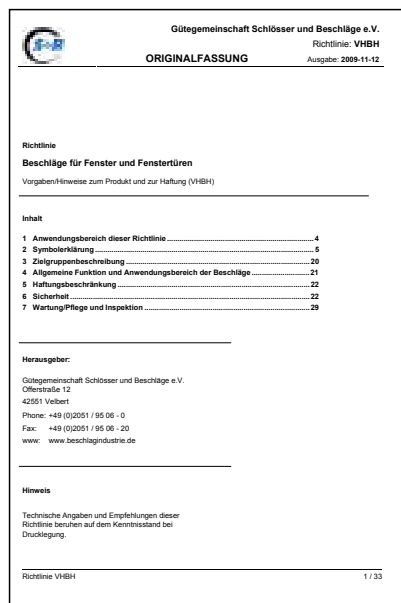 Gütegemeinschaft Schlösser und Beschläge e.V.
Richtlinie: VHBH
ORIGINALFASSUNG Ausgabe: 2009-11-12
Richtlinie
Beschläge für Fenster und Fenstertüren
Vorgaben/Hinweise zum Produkt und zur Haftung (VHBH)
Inhalt
1 Anwendungsbereich dieser Richtlinie 4
2 Symbolerklärung 5
3 Zielgruppenbeschreibung 20
4 Allgemeine Funktion und Anwendungsbereich der Beschläge 21
5 Haftungsbeschränkung 22
6 Sicherheit 22
7 Wartung/Pflege und Inspektion 29
Herausgeber:
Gütegemeinschaft Schlösser und Beschläge e.V.
Offerstraße 12
42551 Velbert
Phone: +49 (0)2051 / 95 06 - 0
Fax: +49 (0)2051 / 95 06 - 20
www: www.beschlagindustrie.de
Hinweis
Technische Angaben und Empfehlungen dieser
Richtlinie beruhen auf dem Kenntnisstand bei
Drucklegung.
Richtlinie VHBH 1 / 33